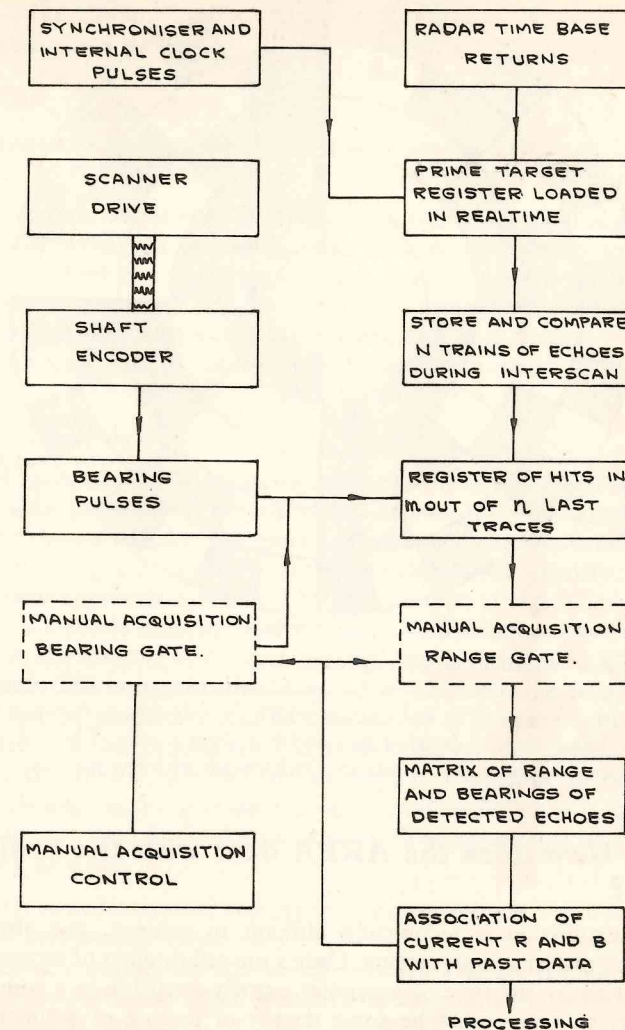 SYNCHRONISER AND
INTERNAL CLOCK
PULSES
RADAR TIME BASE
RETURNS
SCANNER
DRIVE
PRIME TARGET
REGISTER LOADED
IN REALTIME
SHAFT
ENCODER
STORE AND COMPARE
N TRAINS OF ECHOES
DURING INTERSCAN
BEARING
PULSES
REGISTER OF HITS IN
m OUT OF n LAST
TRACES
MANUAL ACQUISITION
BEARING GATE.
MANUAL ACQUISITION
RANGE GATE.
MATRIX OF RANGE
AND BEARINGS OF
DETECTED ECHOES
MANUAL ACQUISITION
CONTROL
ASSOCIATION OF
CURRENT R AND B
WITH PAST DATA
PROCESSING